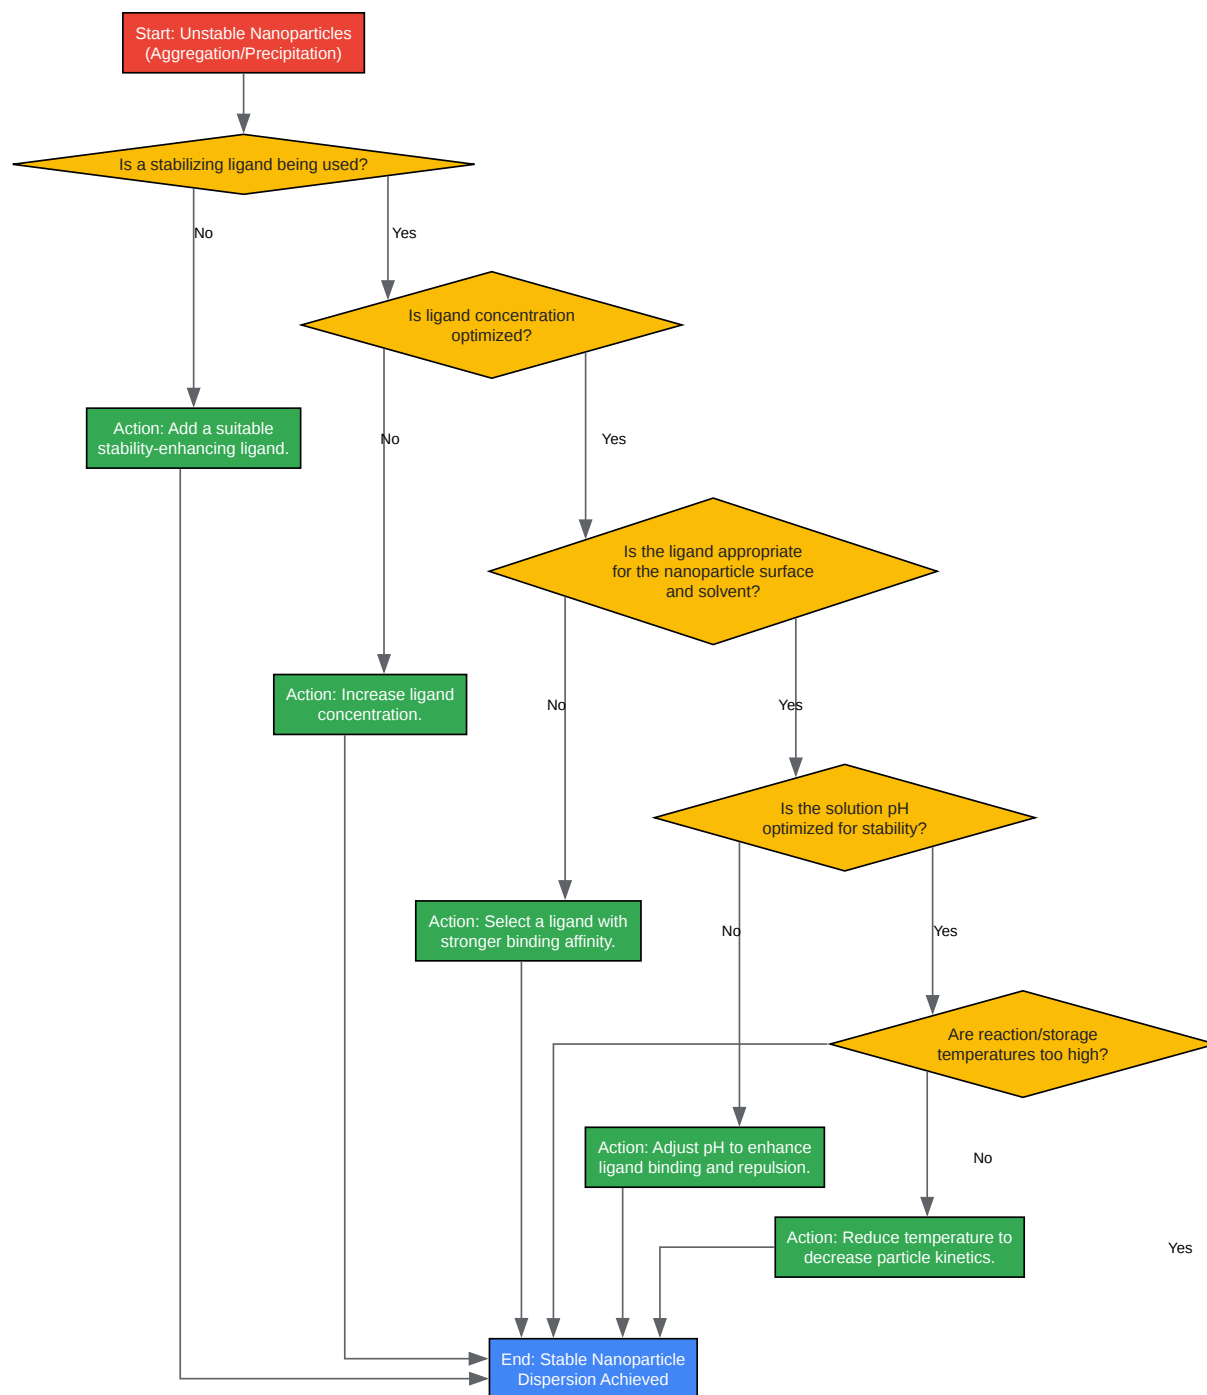 Start: Unstable Nanoparticles
(Aggregation/Precipitation)
Is a stabilizing ligand being used?
No
Yes
Is ligand concentration
optimized?
Action: Add a suitable
stability-enhancing ligand.
No
Yes
Is the ligand appropriate
for the nanoparticle surface
and solvent?
Action: Increase ligand
concentration.
No
Yes
Is the solution pH
optimized for stability?
Action: Select a ligand with
stronger binding affinity.
No
Yes
Are reaction/storage
temperatures too high?
Action: Adjust pH to enhance
ligand binding and repulsion.
No
Action: Reduce temperature to
decrease particle kinetics.
Yes
End: Stable Nanoparticle
Dispersion Achieved